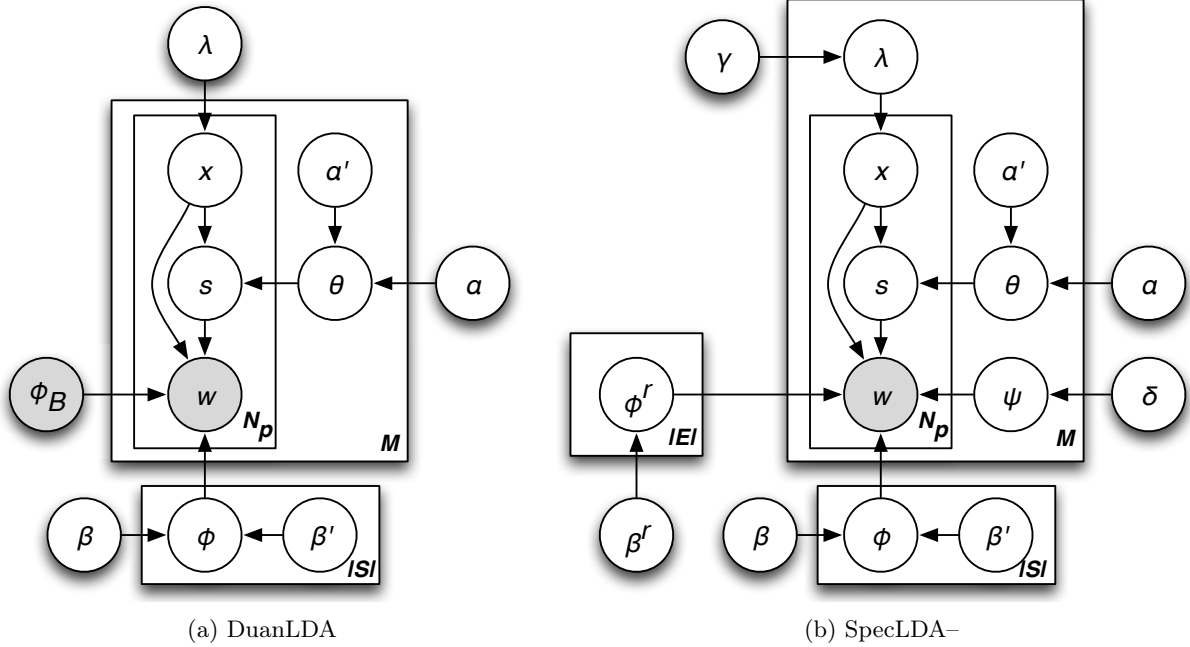 λ
x
α'
s
θ
α
ϕB
w
Np
M
β
ϕ
β'
|S|
(a) DuanLDA
γ
λ
x
α'
s
θ
α
ϕr
|E|
w
Np
ψ
δ
M
βr
β
ϕ
β'
|S|
(b) SpecLDA–